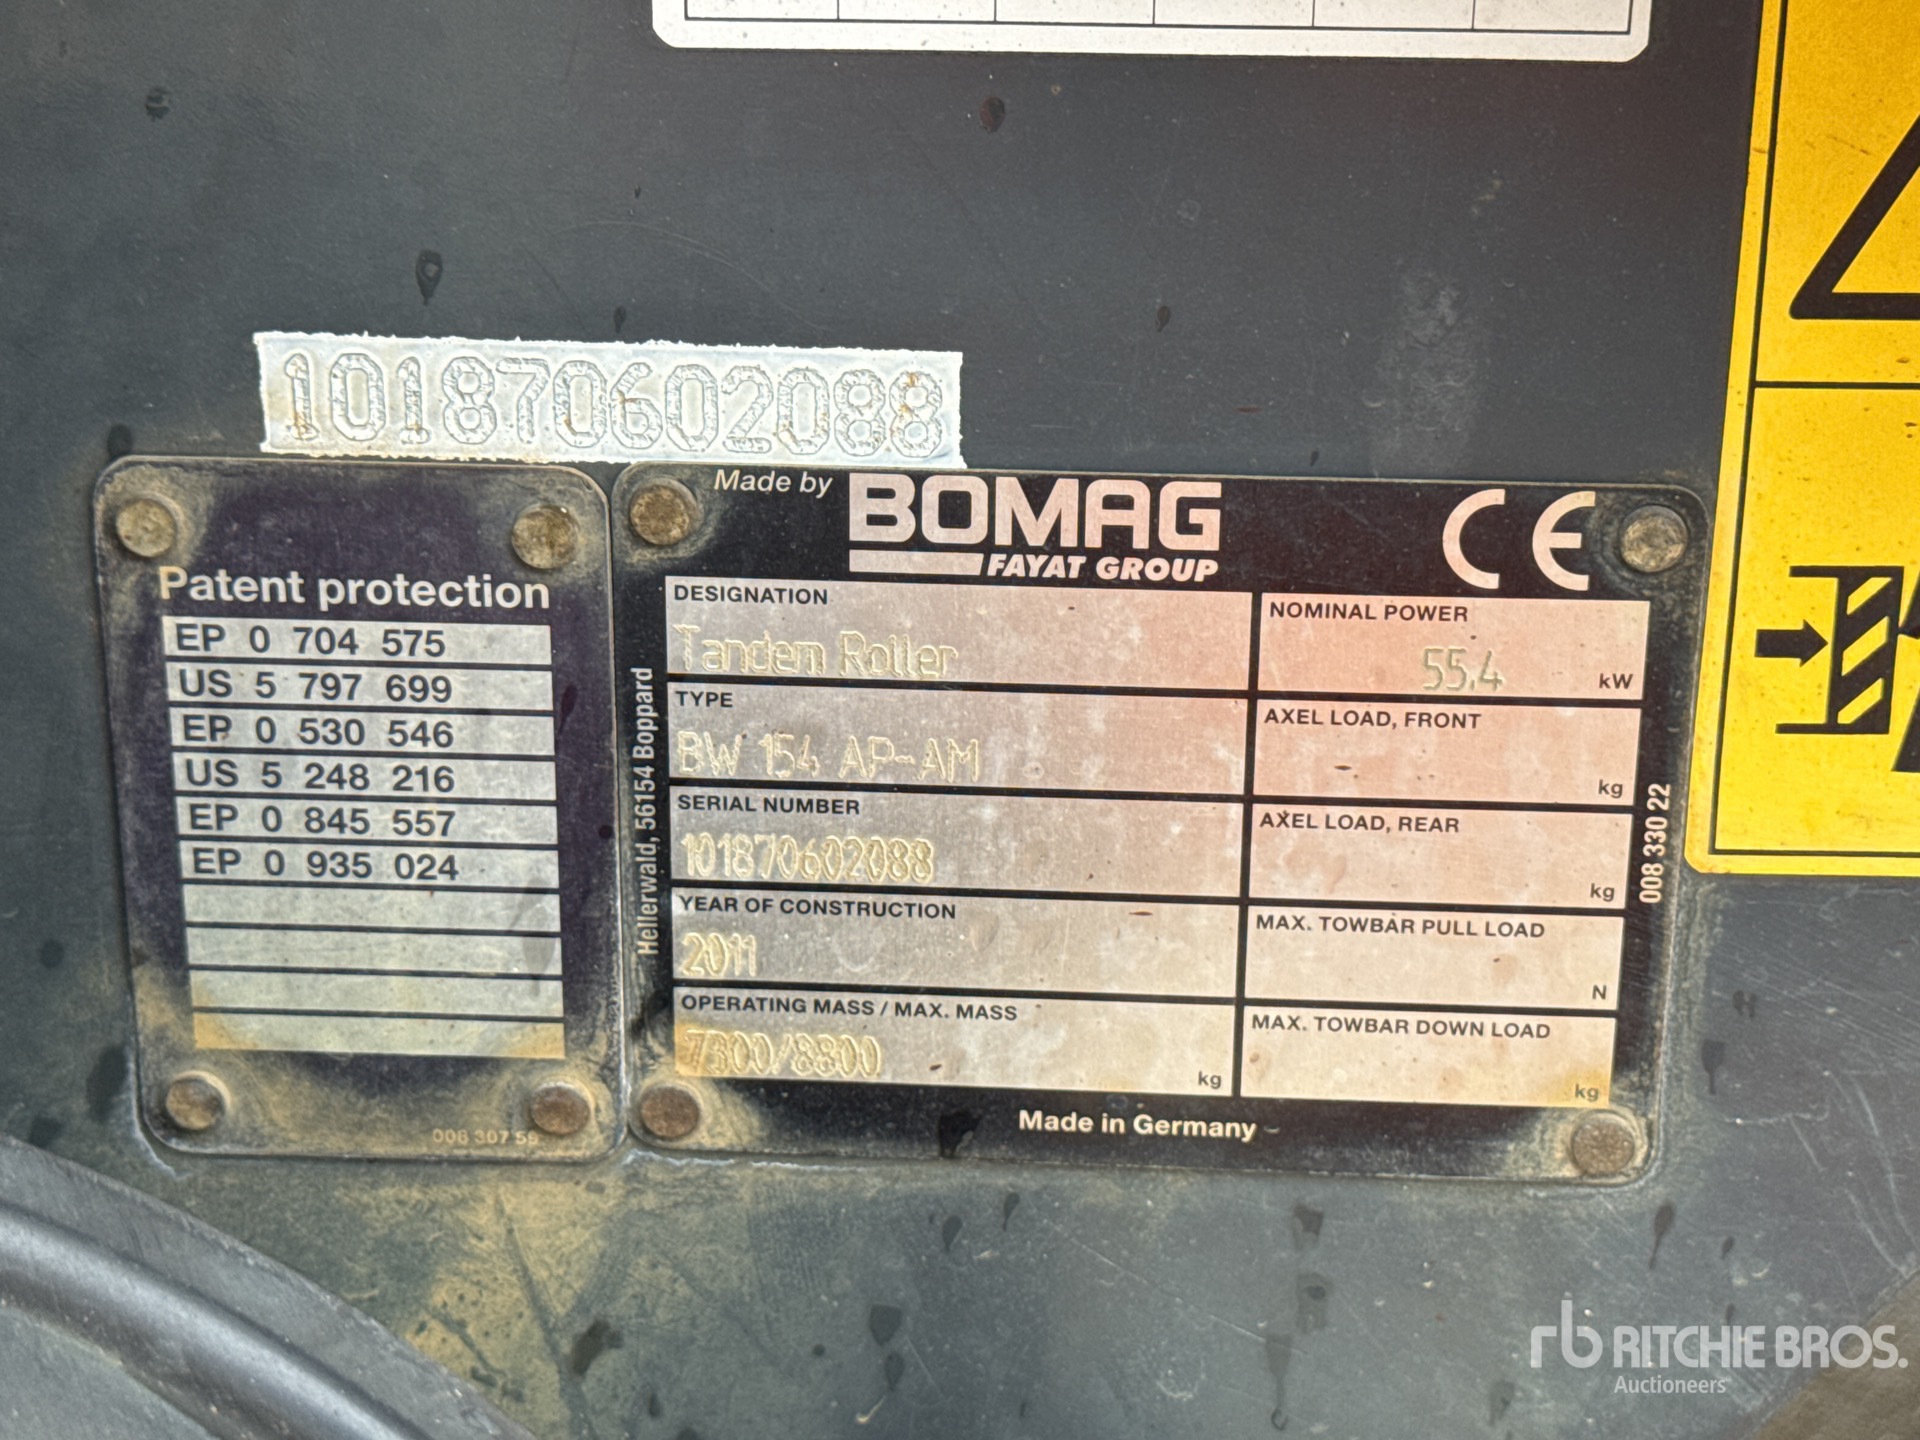 101870602088
Patent protection
EP 0 704 575
US 5 797 699
EP 0 530 546
US 5 248 216
EP 0 845 557
EP 0 935 024
006 307 56
Made by BOMAG
FAYAT GROUP
CE
Hellerwald, 56154 Boppard
DESIGNATION
Tandem Roller
TYPE
BW 154 AP-AM
SERIAL NUMBER
101870602088
YEAR OF CONSTRUCTION
2011
OPERATING MASS / MAX. MASS
7300/8800
kg
NOMINAL POWER
55.4 kW
AXEL LOAD, FRONT
kg
AXEL LOAD, REAR
kg
MAX. TOWBAR PULL LOAD
N
MAX. TOWBAR DOWN LOAD
kg
008 330 22
Made in Germany
rb RITCHIE BROS.
Auctioneers